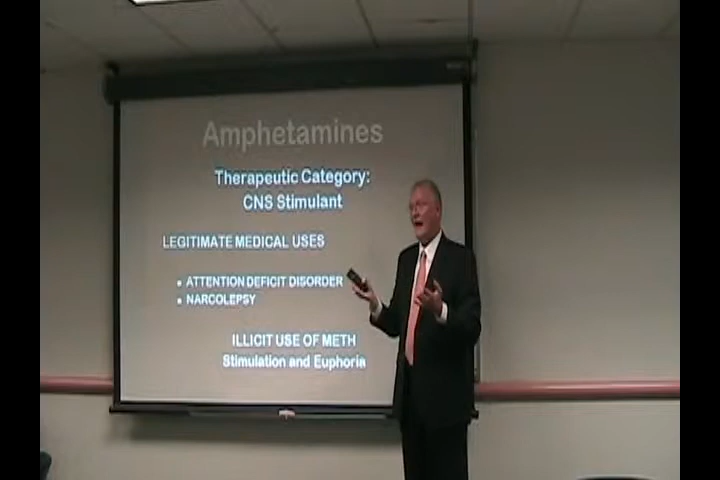 Amphetamines
Therapeutic Category:
CNS Stimulant
LEGITIMATE MEDICAL USES
▪ ATTENTION DEFICIT DISORDER
▪ NARCOLEPSY
ILLICIT USE OF METH
Stimulation and Euphoria